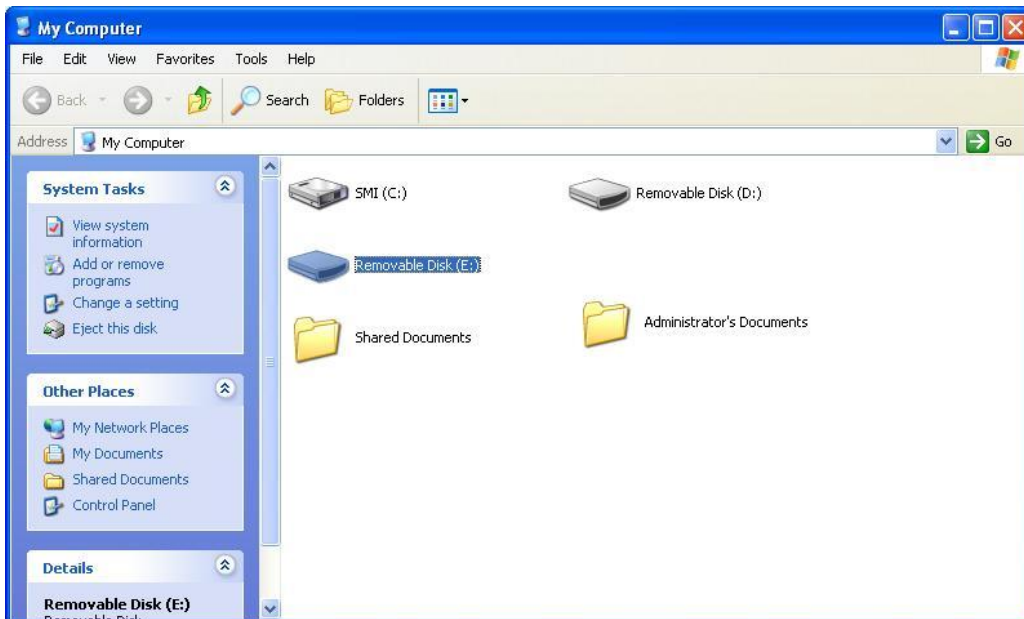 My Computer
File Edit View Favorites Tools Help
Back Search Folders
Address My Computer Go
System Tasks
View system
information
Add or remove
programs
Change a setting
Eject this disk
Other Places
My Network Places
My Documents
Shared Documents
Control Panel
Details
Removable Disk (E:)
Removable Disk
SMI (C:)
Removable Disk (D:)
Removable Disk (E:)
Shared Documents
Administrator's Documents